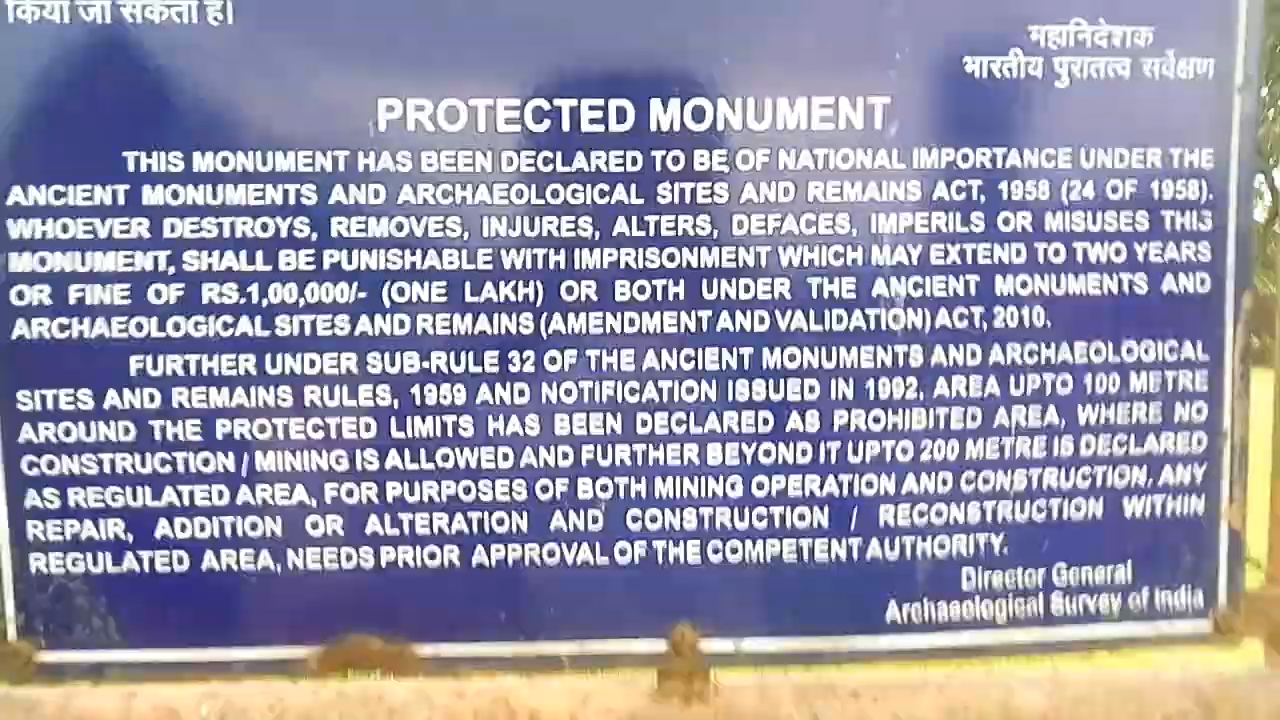 किया जा सकता है।
महानिदेशक
भारतीय पुरातत्व सर्वेक्षण
PROTECTED MONUMENT
THIS MONUMENT HAS BEEN DECLARED TO BE OF NATIONAL IMPORTANCE UNDER THE
ANCIENT MONUMENTS AND ARCHAEOLOGICAL SITES AND REMAINS ACT, 1958 (24 OF 1958).
WHOEVER DESTROYS, REMOVES, INJURES, ALTERS, DEFACES, IMPERILS OR MISUSES THIS
MONUMENT, SHALL BE PUNISHABLE WITH IMPRISONMENT WHICH MAY EXTEND TO TWO YEARS
OR FINE OF RS.1,00,000/- (ONE LAKH) OR BOTH UNDER THE ANCIENT MONUMENTS AND
ARCHAEOLOGICAL SITES AND REMAINS (AMENDMENT AND VALIDATION) ACT, 2010.
FURTHER UNDER SUB-RULE 32 OF THE ANCIENT MONUMENTS AND ARCHAEOLOGICAL
SITES AND REMAINS RULES, 1959 AND NOTIFICATION ISSUED IN 1992, AREA UPTO 100 METRE
AROUND THE PROTECTED LIMITS HAS BEEN DECLARED AS PROHIBITED AREA, WHERE NO
CONSTRUCTION / MINING IS ALLOWED AND FURTHER BEYOND IT UPTO 200 METRE IS DECLARED
AS REGULATED AREA, FOR PURPOSES OF BOTH MINING OPERATION AND CONSTRUCTION. ANY
REPAIR, ADDITION OR ALTERATION AND CONSTRUCTION / RECONSTRUCTION WITHIN
REGULATED AREA, NEEDS PRIOR APPROVAL OF THE COMPETENT AUTHORITY.
Director General
Archaeological Survey of India